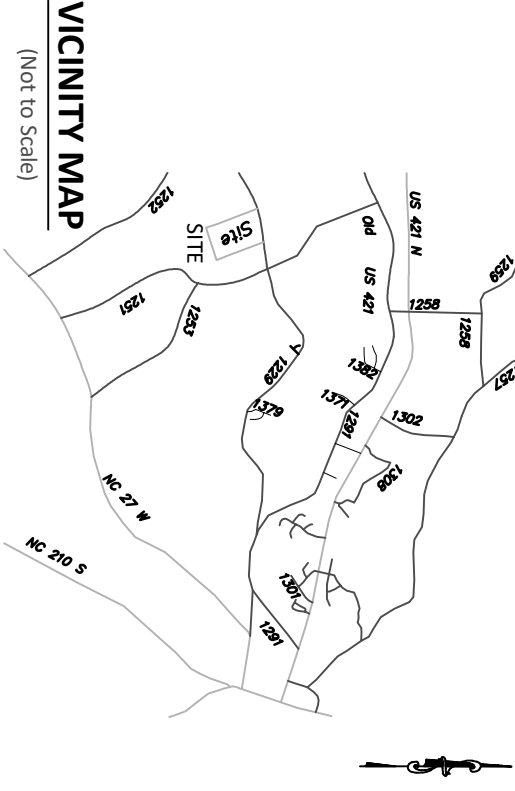 VICINITY MAP
(Not to Scale)
1252
Site
SITE
1251
1253
US 421 N
Old US 421
1259
1258
1258
1257
1382
1371
1229
1379
1291
1302
1308
NC 27 W
NC 210 S
1301
1291